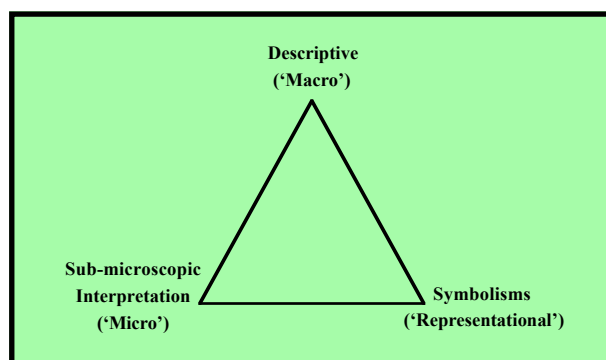 Descriptive
(‘Macro’)
Sub-microscopic
Interpretation
(‘Micro’)
Symbolisms
(‘Representational’)